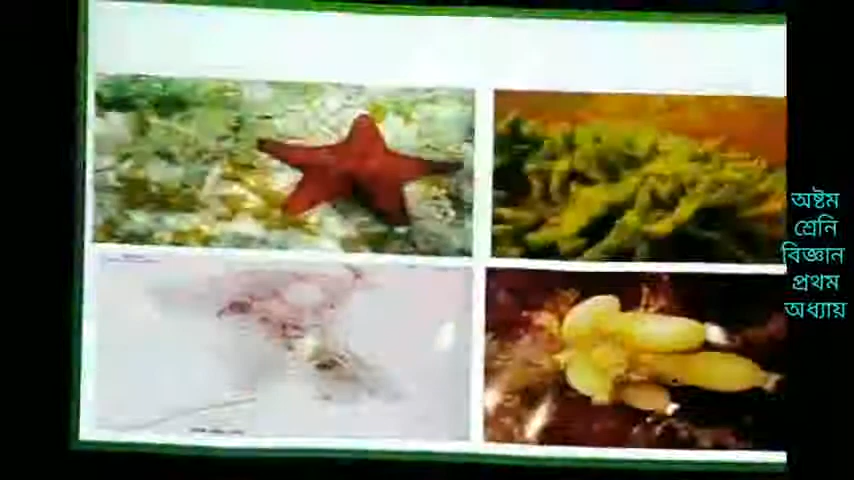 অষ্টম
শ্রেনি
বিজ্ঞান
প্রথম
অধ্যায়